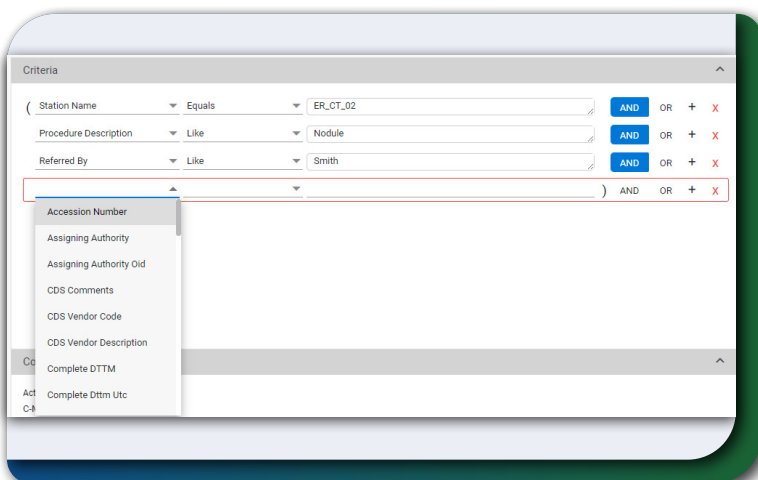 Criteria
( Station Name Equals ER_CT_02 AND OR + X
Procedure Description Like Nodule AND OR + X
Referred By Like Smith AND OR + X
) AND OR + X
Accession Number
Assigning Authority
Assigning Authority Oid
CDS Comments
CDS Vendor Code
CDS Vendor Description
Co
Complete DTTM
Act
Complete Dttm Utc
C-M